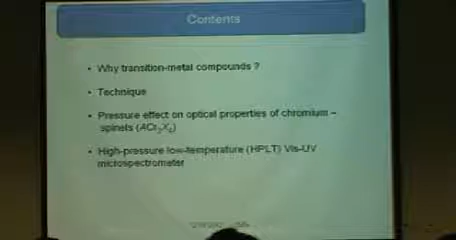 Contents
• Why transition-metal compounds ?
• Technique
• Pressure effect on optical properties of chromium –
spinels (ACr₂X₄)
• High-pressure low-temperature (HPLT) Vis-UV
microspectrometer